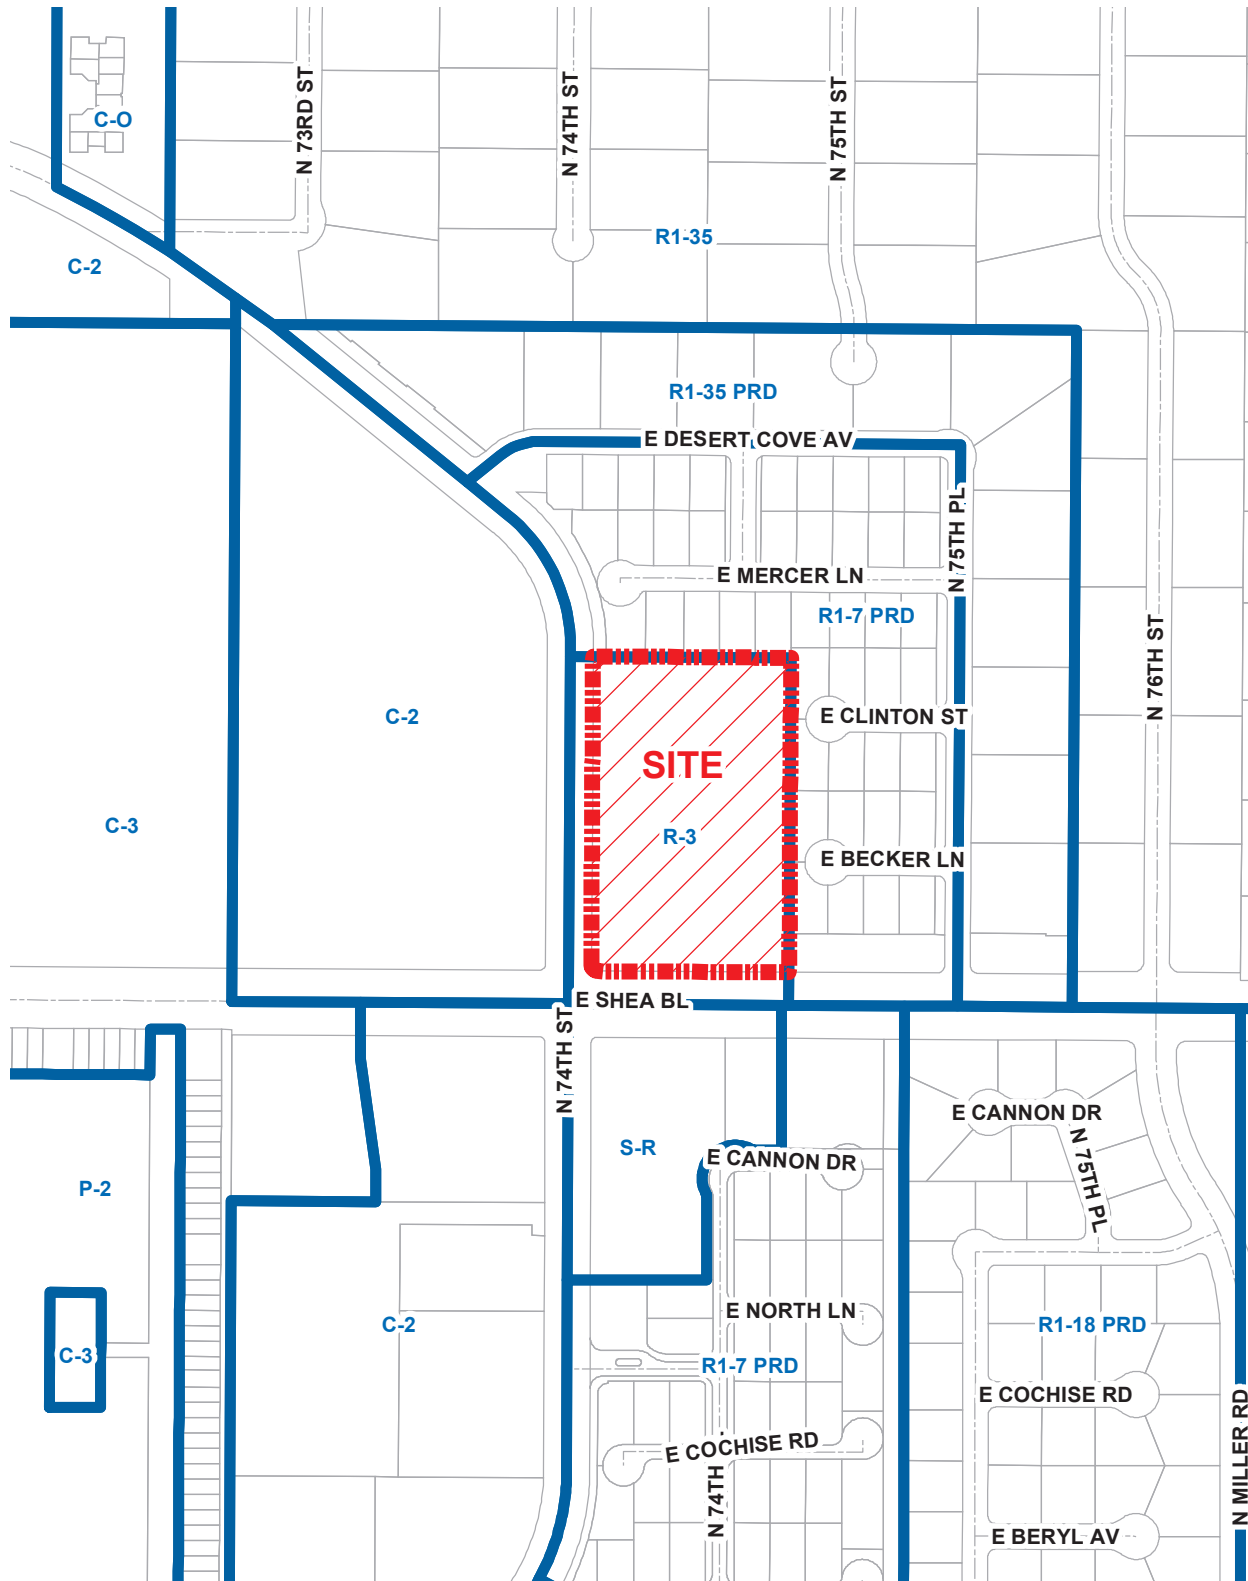 N 73RD ST
N 74TH ST
N 75TH ST
C-O
R1-35
C-2
R1-35 PRD
E DESERT COVE AV
N 75TH PL
E MERCER LN
R1-7 PRD
N 76TH ST
C-2
E CLINTON ST
SITE
C-3
R-3
E BECKER LN
E SHEA BL
N 74TH ST
E CANNON DR
N 75TH PL
S-R
E CANNON DR
P-2
E NORTH LN
C-2
R1-18 PRD
C-3
R1-7 PRD
E COCHISE RD
E COCHISE RD
N MILLER RD
N 74TH
E BERYL AV